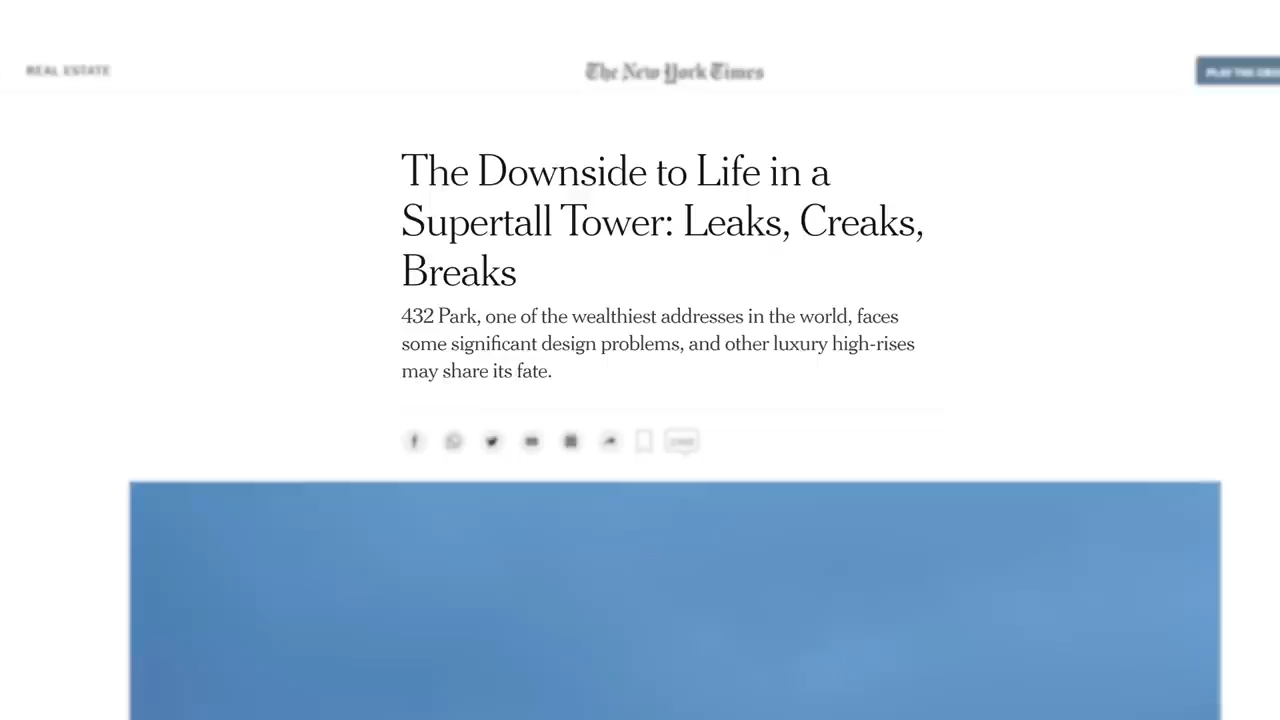 REAL ESTATE
The New York Times
The Downside to Life in a
Supertall Tower: Leaks, Creaks,
Breaks
432 Park, one of the wealthiest addresses in the world, faces
some significant design problems, and other luxury high-rises
may share its fate.